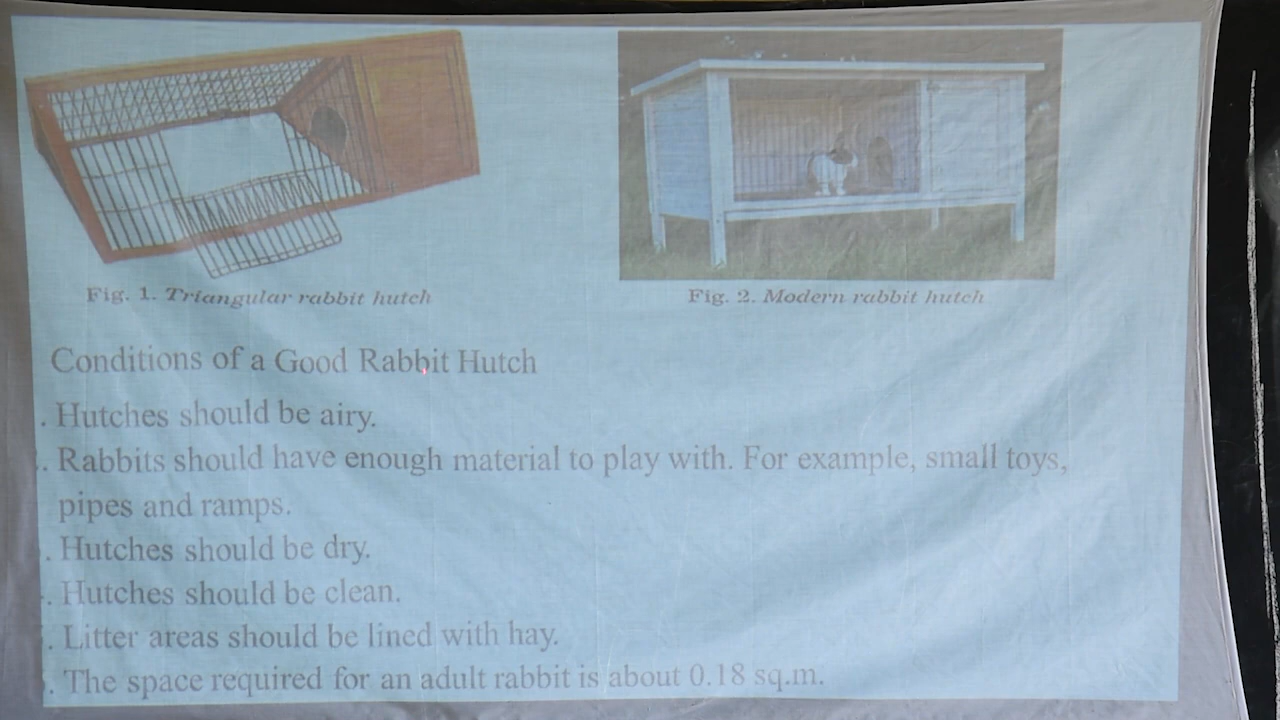 Fig. 1. Triangular rabbit hutch
Fig. 2. Modern rabbit hutch
Conditions of a Good Rabbit Hutch
. Hutches should be airy.
. Rabbits should have enough material to play with. For example, small toys,
pipes and ramps.
. Hutches should be dry.
. Hutches should be clean.
. Litter areas should be lined with hay.
. The space required for an adult rabbit is about 0.18 sq.m.